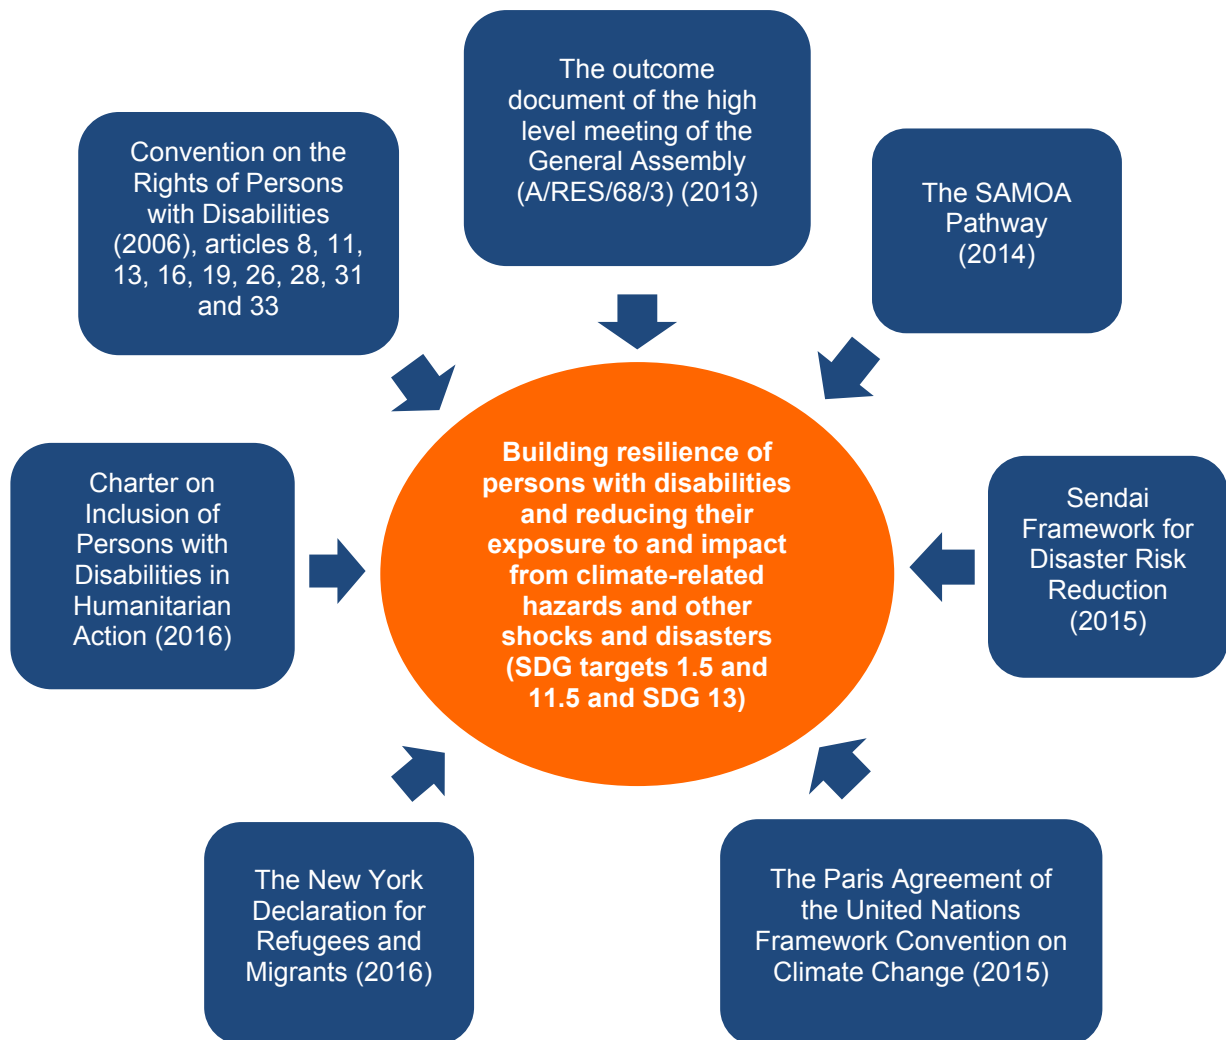 The outcome
document of the high
level meeting of the
General Assembly
(A/RES/68/3) (2013)
Convention on the
Rights of Persons
with Disabilities
(2006), articles 8, 11,
13, 16, 19, 26, 28, 31
and 33
The SAMOA
Pathway
(2014)
Building resilience of
persons with disabilities
and reducing their
exposure to and impact
from climate-related
hazards and other
shocks and disasters
(SDG targets 1.5 and
11.5 and SDG 13)
Charter on
Inclusion of
Persons with
Disabilities in
Humanitarian
Action (2016)
Sendai
Framework for
Disaster Risk
Reduction
(2015)
The New York
Declaration for
Refugees and
Migrants (2016)
The Paris Agreement of
the United Nations
Framework Convention on
Climate Change (2015)